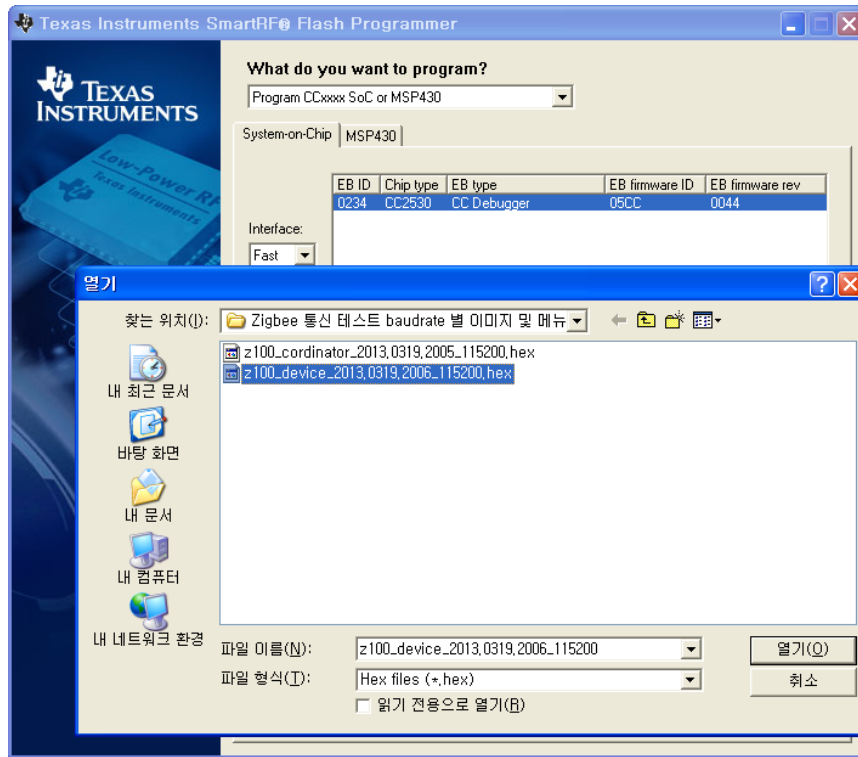 Texas Instruments SmartRF® Flash Programmer
TEXAS
INSTRUMENTS
Low-Power RF
Texas Instruments
What do you want to program?
Program CCxxxx SoC or MSP430
System-on-Chip MSP430
EB ID Chip type EB type EB firmware ID EB firmware rev
0234 CC2530 CC Debugger 05CC 0044
Interface:
Fast
열기
찾는 위치(I): Zigbee 통신 테스트 baudrate 별 이미지 및 메뉴
z100_cordinator_2013,0319,2005_115200,hex
z100_device_2013,0319,2006_115200,hex
내 최근 문서
바탕 화면
내 문서
내 컴퓨터
내 네트워크 환경
파일 이름(N): z100_device_2013,0319,2006_115200 열기(O)
파일 형식(T): Hex files (*,hex) 취소
읽기 전용으로 열기(R)